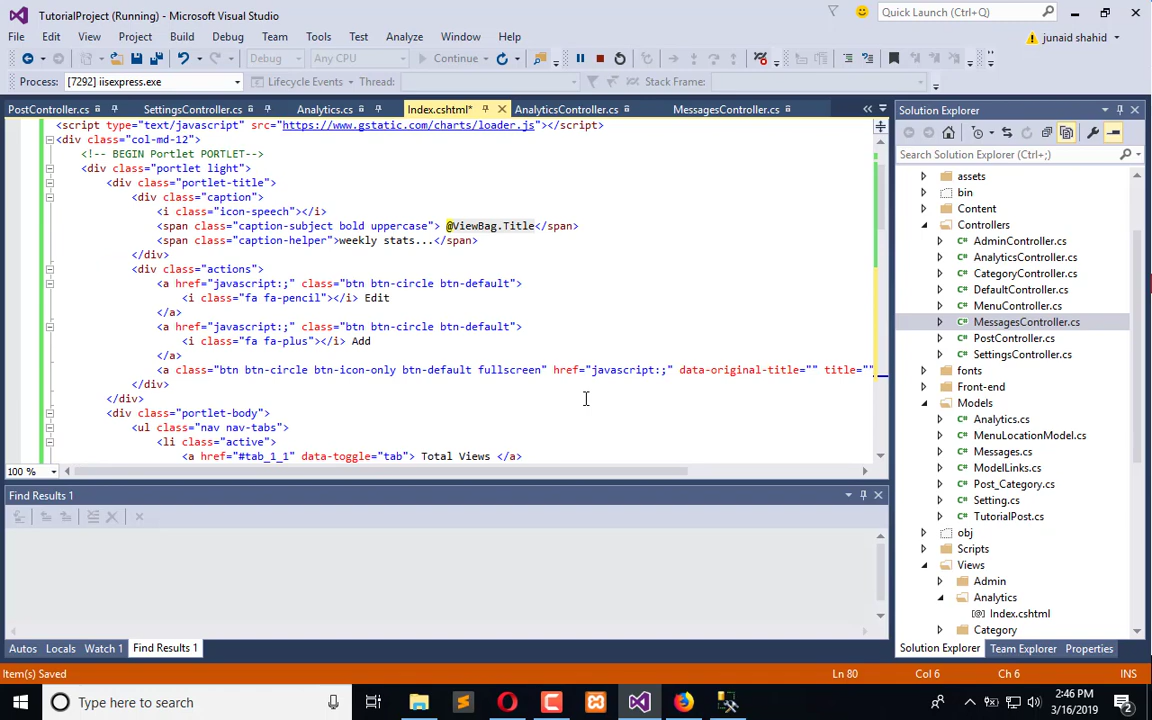 TutorialProject (Running) - Microsoft Visual Studio
Quick Launch (Ctrl+Q)
File Edit View Project Build Debug Team Tools Test Analyze Window Help
junaid shahid
Debug Any CPU Continue
Process: [7292] iisexpress.exe Lifecycle Events Thread: Stack Frame:
PostController.cs SettingsController.cs Analytics.cs Index.cshtml* AnalyticsController.cs MessagesController.cs
<script type="text/javascript" src="https://www.gstatic.com/charts/loader.js"></script>
<div class="col-md-12">
<!-- BEGIN Portlet PORTLET-->
<div class="portlet light">
<div class="portlet-title">
<div class="caption">
<i class="icon-speech"></i>
<span class="caption-subject bold uppercase"> @ViewBag.Title</span>
<span class="caption-helper">weekly stats...</span>
</div>
<div class="actions">
<a href="javascript:;" class="btn btn-circle btn-default">
<i class="fa fa-pencil"></i> Edit
</a>
<a href="javascript:;" class="btn btn-circle btn-default">
<i class="fa fa-plus"></i> Add
</a>
<a class="btn btn-circle btn-icon-only btn-default fullscreen" href="javascript:;" data-original-title="" title=""
</div>
</div>
<div class="portlet-body">
<ul class="nav nav-tabs">
<li class="active">
<a href="#tab_1_1" data-toggle="tab"> Total Views </a>
100 %
Find Results 1
Autos Locals Watch 1 Find Results 1
Solution Explorer
Search Solution Explorer (Ctrl+;)
assets
bin
Content
Controllers
AdminController.cs
AnalyticsController.cs
CategoryController.cs
DefaultController.cs
MenuController.cs
MessagesController.cs
PostController.cs
SettingsController.cs
fonts
Front-end
Models
Analytics.cs
MenuLocationModel.cs
Messages.cs
ModelLinks.cs
Post_Category.cs
Setting.cs
TutorialPost.cs
obj
Scripts
Views
Admin
Analytics
[@] Index.cshtml
Category
Solution Explorer Team Explorer Properties
Item(s) Saved Ln 80 Col 6 Ch 6 INS
Type here to search
2:46 PM
3/16/2019
2